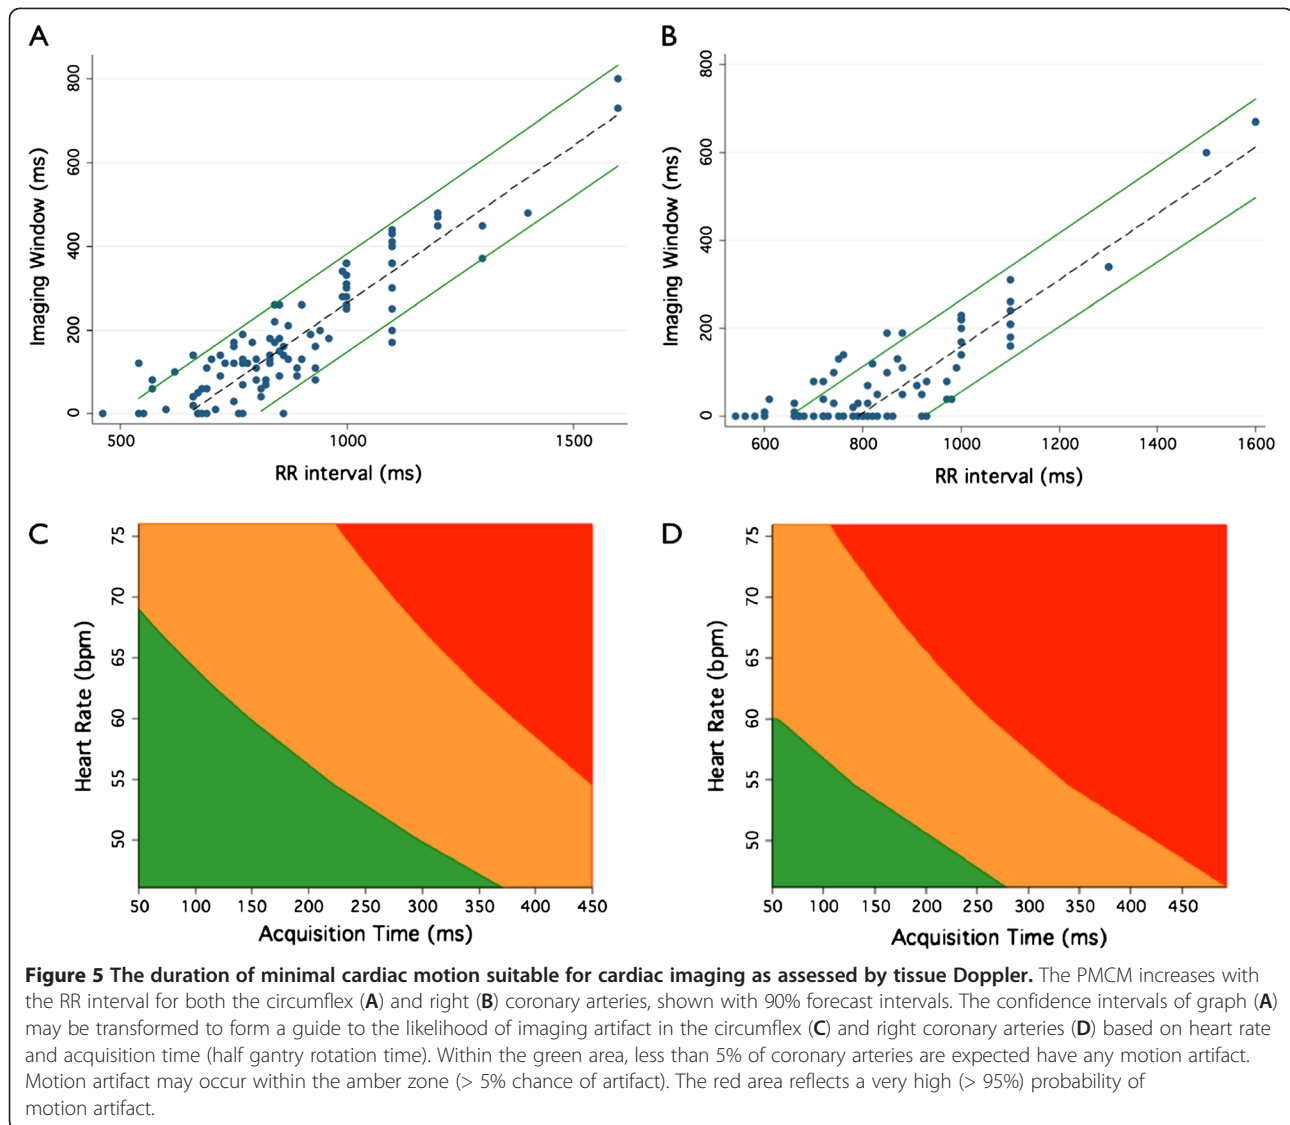 A
B
Imaging Window (ms)
800
600
400
200
0
500
1000
1500
RR interval (ms)
Imaging Window (ms)
800
600
400
200
0
600
800
1000
1200
1400
1600
RR interval (ms)
C
D
Heart Rate (bpm)
75
70
65
60
55
50
50
100
150
200
250
300
350
400
450
Acquisition Time (ms)
Heart Rate (bpm)
75
70
65
60
55
50
50
100
150
200
250
300
350
400
450
Acquisition Time (ms)
Figure 5 The duration of minimal cardiac motion suitable for cardiac imaging as assessed by tissue Doppler. The PMCM increases with
the RR interval for both the circumflex (A) and right (B) coronary arteries, shown with 90% forecast intervals. The confidence intervals of graph (A)
may be transformed to form a guide to the likelihood of imaging artifact in the circumflex (C) and right coronary arteries (D) based on heart rate
and acquisition time (half gantry rotation time). Within the green area, less than 5% of coronary arteries are expected have any motion artifact.
Motion artifact may occur within the amber zone (> 5% chance of artifact). The red area reflects a very high (> 95%) probability of
motion artifact.